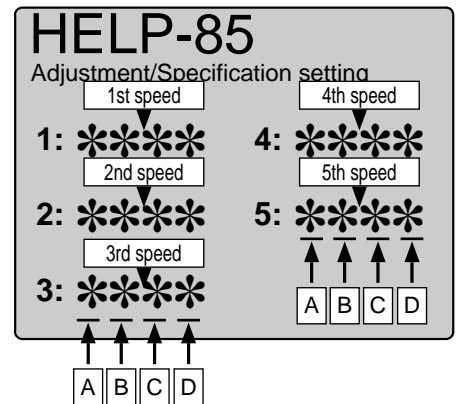 HELP-85
Adjustment/Specification setting
1st speed
1: ****
2nd speed
2: ****
3rd speed
3: ****
A B C D
4th speed
4: ****
5th speed
5: ****
A B C D